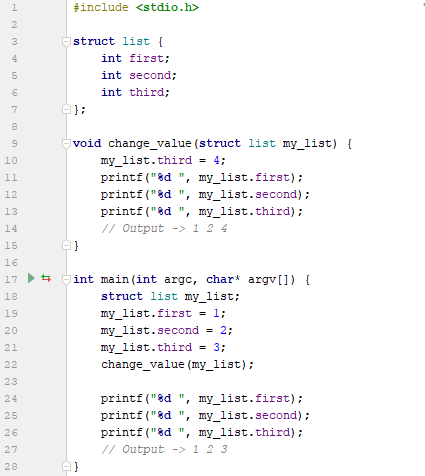 1 #include <stdio.h>
2
3 struct list {
4     int first;
5     int second;
6     int third;
7 };
8
9 void change_value(struct list my_list) {
10     my_list.third = 4;
11     printf("%d ", my_list.first);
12     printf("%d ", my_list.second);
13     printf("%d ", my_list.third);
14     // Output -> 1 2 4
15 }
16
17 int main(int argc, char* argv[]) {
18     struct list my_list;
19     my_list.first = 1;
20     my_list.second = 2;
21     my_list.third = 3;
22     change_value(my_list);
23
24     printf("%d ", my_list.first);
25     printf("%d ", my_list.second);
26     printf("%d ", my_list.third);
27     // Output -> 1 2 3
28 }